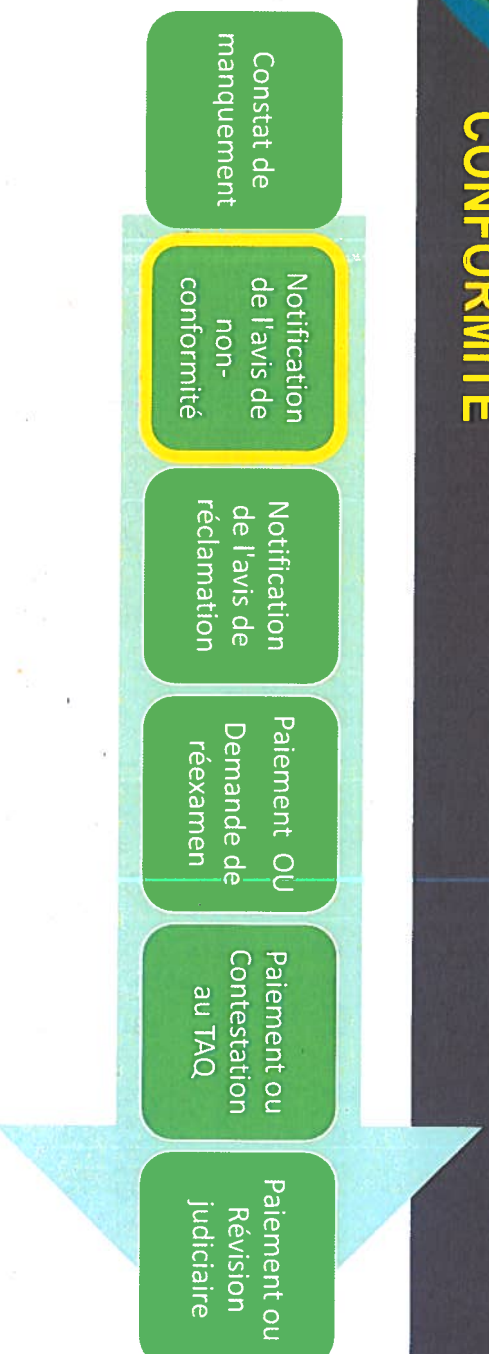 CONFORMITÉ
Constat de
manquement
Notification
de l'avis de
non-
conformité
Notification
de l'avis de
réclamation
Paiement OU
Demande de
réexamen
Paiement ou
Contestation
au TAQ
Paiement ou
Révision
judiciaire